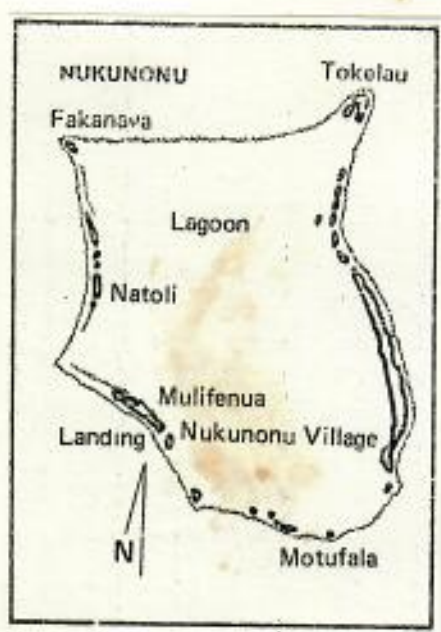 NUKUNONU
Tokelau
Fakanava
Lagoon
Natoli
Mulifenua
Landing
Nukunonu Village
N
Motufala